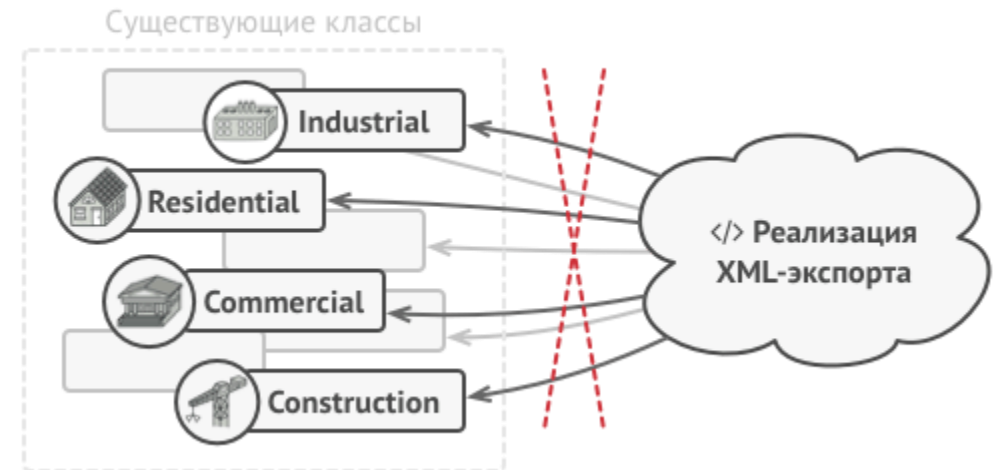 Существующие классы
Industrial
Residential
</> Реализация
XML-экспорта
Commercial
Construction